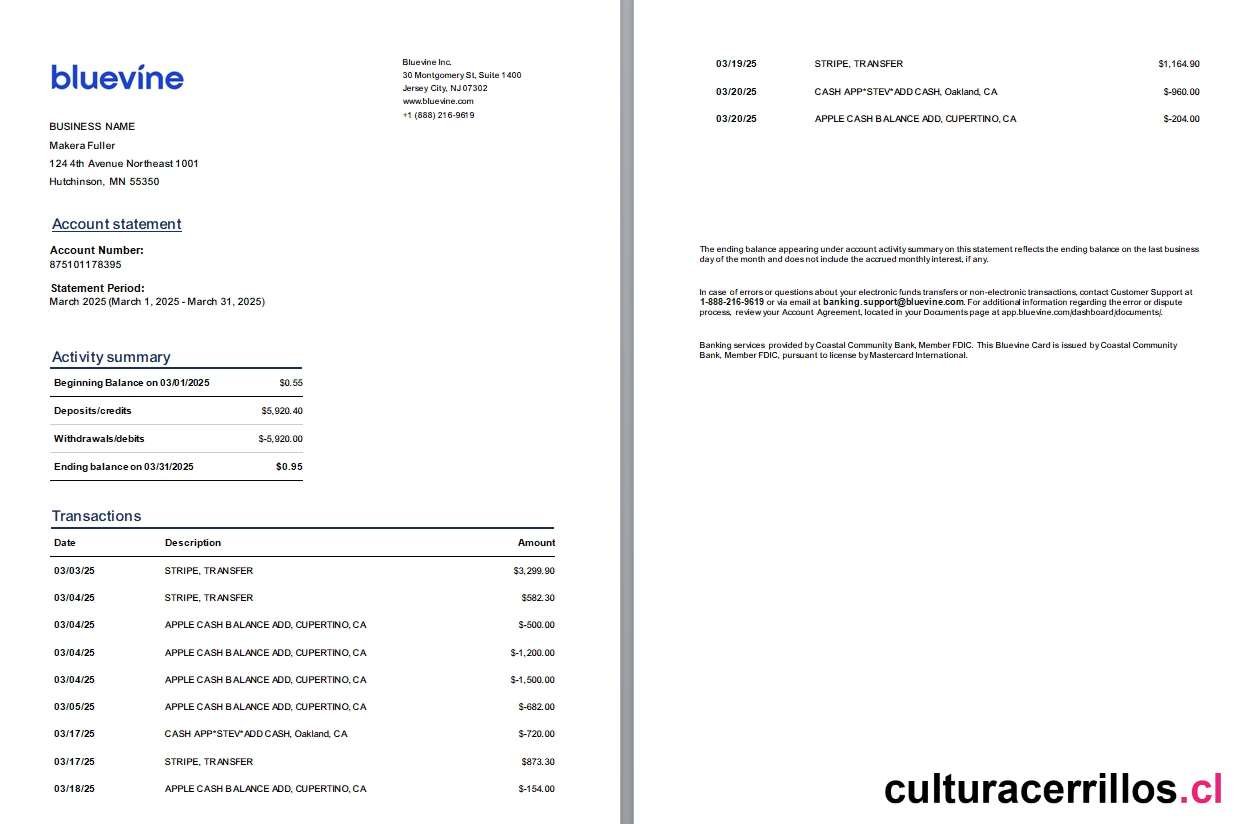 bluevine
Bluevine Inc.
30 Montgomery St, Suite 1400
Jersey City, NJ 07302
www.bluevine.com
+1 (888) 216-9619
BUSINESS NAME
Makera Fuller
124 4th Avenue Northeast 1001
Hutchinson, MN 55350
Account statement
Account Number:
875101178395
Statement Period:
March 2025 (March 1, 2025 - March 31, 2025)
Activity summary
Beginning Balance on 03/01/2025 $0.55
Deposits/credits $5,920.40
Withdrawals/debits $-5,920.00
Ending balance on 03/31/2025 $0.95
Transactions
Date Description Amount
03/03/25 STRIPE, TRANSFER $3,299.90
03/04/25 STRIPE, TRANSFER $582.30
03/04/25 APPLE CASH BALANCE ADD, CUPERTINO, CA $-500.00
03/04/25 APPLE CASH BALANCE ADD, CUPERTINO, CA $-1,200.00
03/04/25 APPLE CASH BALANCE ADD, CUPERTINO, CA $-1,500.00
03/05/25 APPLE CASH BALANCE ADD, CUPERTINO, CA $-682.00
03/17/25 CASH APP*STEV*ADD CASH, Oakland, CA $-720.00
03/17/25 STRIPE, TRANSFER $873.30
03/18/25 APPLE CASH BALANCE ADD, CUPERTINO, CA $-154.00
03/19/25 STRIPE, TRANSFER $1,164.90
03/20/25 CASH APP*STEV*ADD CASH, Oakland, CA $-960.00
03/20/25 APPLE CASH BALANCE ADD, CUPERTINO, CA $-204.00
The ending balance appearing under account activity summary on this statement reflects the ending balance on the last business
day of the month and does not include the accrued monthly interest, if any.
In case of errors or questions about your electronic funds transfers or non-electronic transactions, contact Customer Support at
1-888-216-9619 or via email at banking.support@bluevine.com. For additional information regarding the error or dispute
process, review your Account Agreement, located in your Documents page at app.bluevine.com/dashboard/documents/.
Banking services provided by Coastal Community Bank, Member FDIC. This Bluevine Card is issued by Coastal Community
Bank, Member FDIC, pursuant to license by Mastercard International.
culturacerrillos.cl